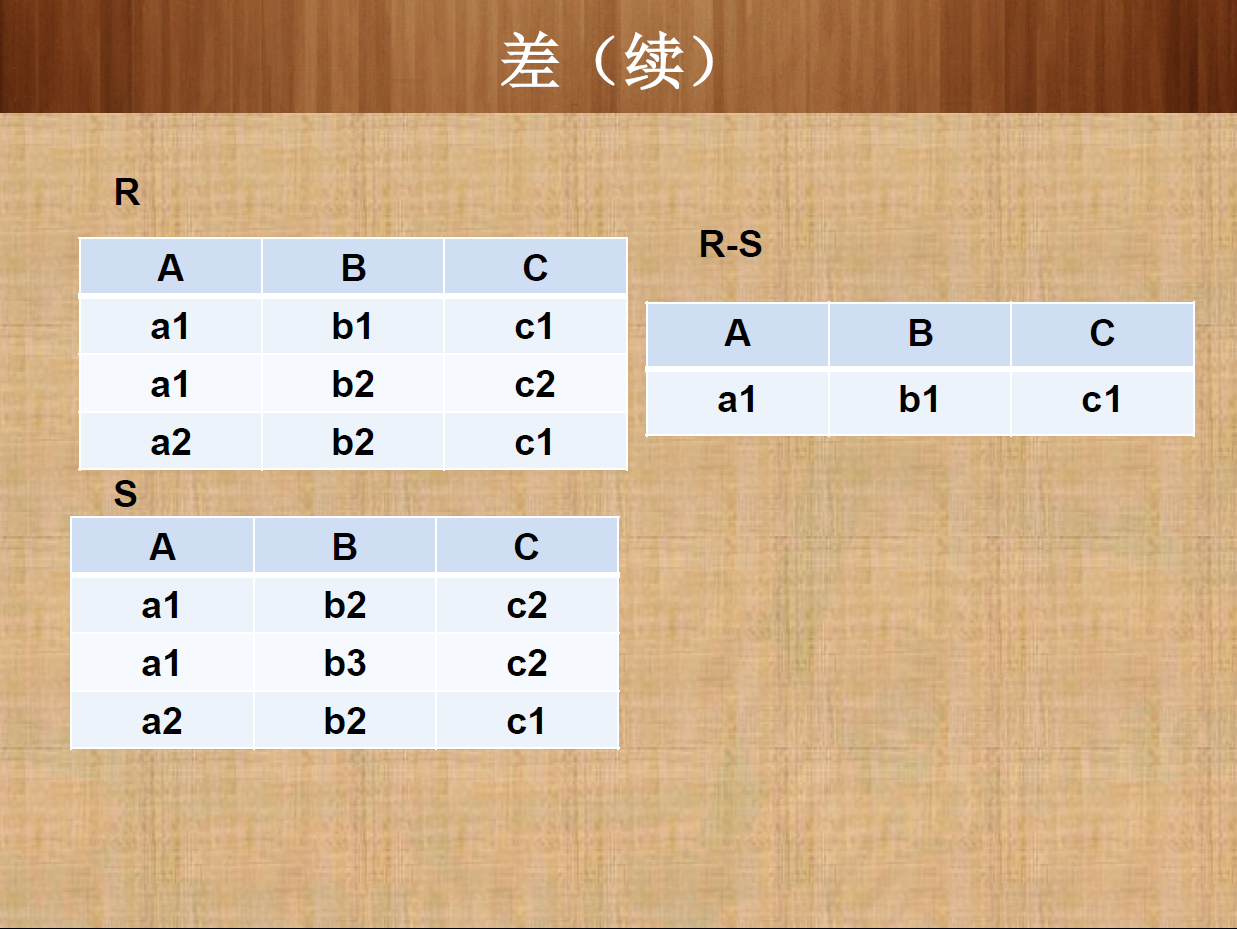 差（续）
R
A B C
a1 b1 c1
a1 b2 c2
a2 b2 c1
S
A B C
a1 b2 c2
a1 b3 c2
a2 b2 c1
R-S
A B C
a1 b1 c1